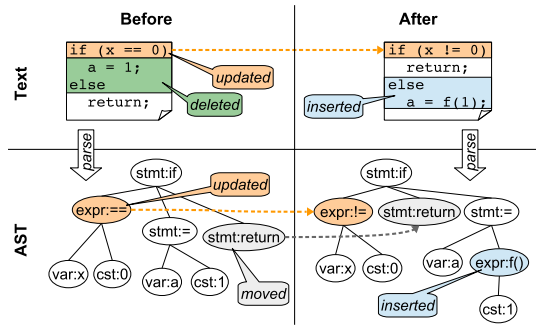 Before
After
Text
if (x == 0)
a = 1;
else
return;
updated
deleted
if (x != 0)
return;
else
a = f(1);
inserted
parse
parse
AST
stmt:if
updated
expr:==
stmt:=
stmt:return
var:x
cst:0
var:a
cst:1
moved
stmt:if
expr:!=
stmt:return
stmt:=
var:x
cst:0
var:a
expr:f()
inserted
cst:1